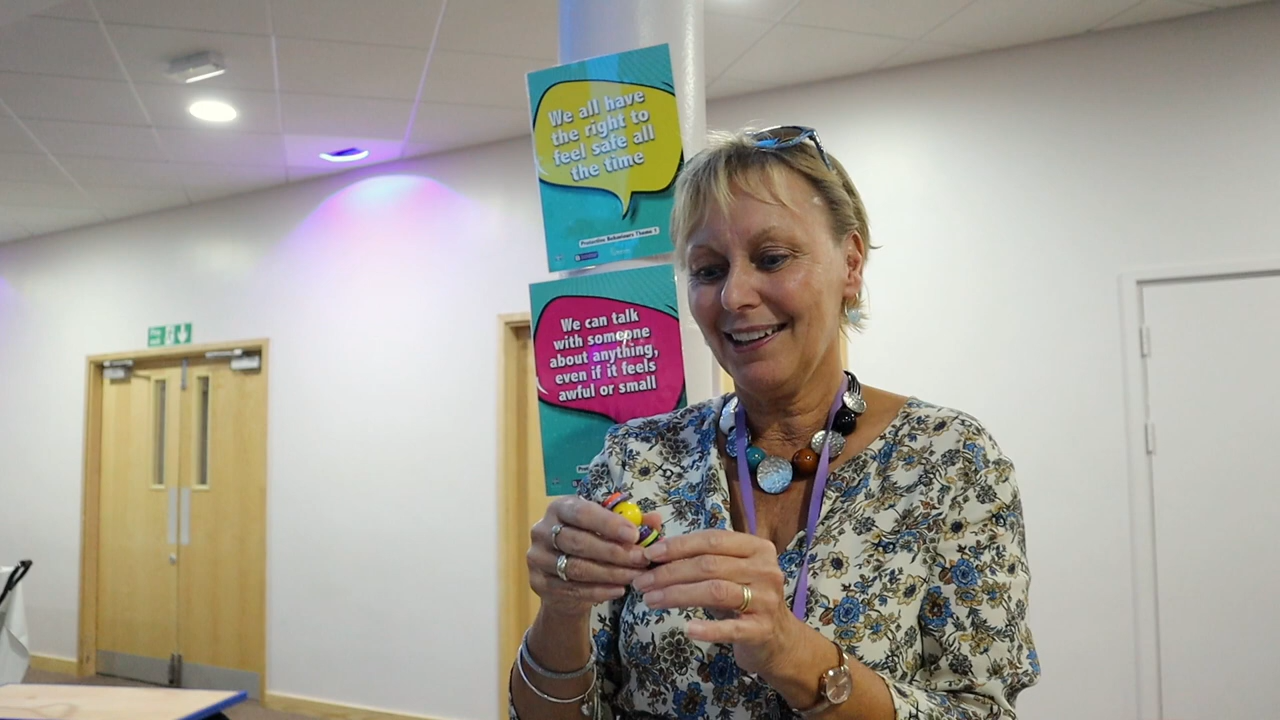 We all have
the right to
feel safe all
the time
Protective Behaviours Theme 1
We can talk
with someone
about anything,
even if it feels
awful or small